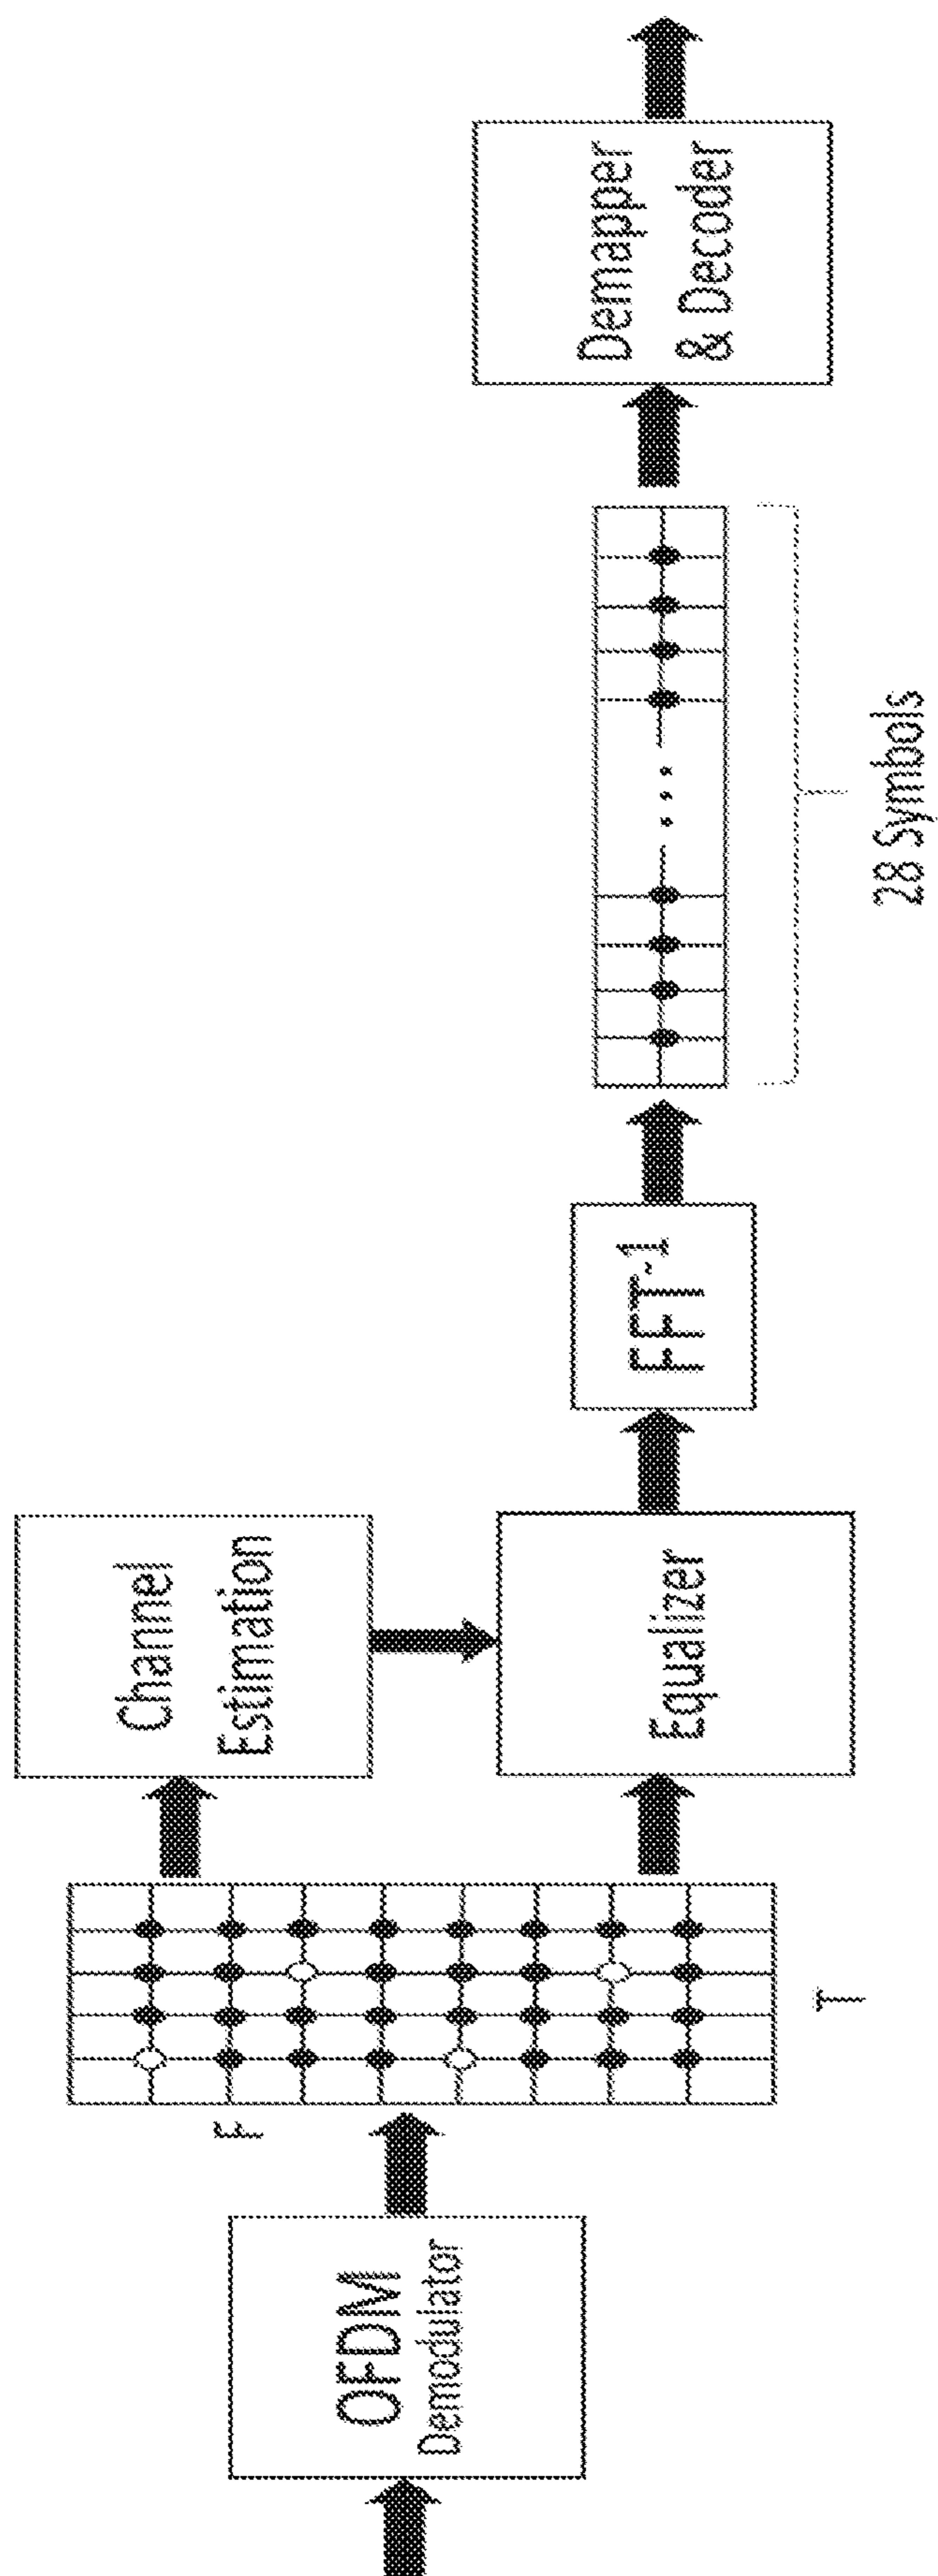 OFDM
Demodulator
F
T
Channel
Estimation
Equalizer
FFT⁻¹
28 Symbols
Demapper
& Decoder